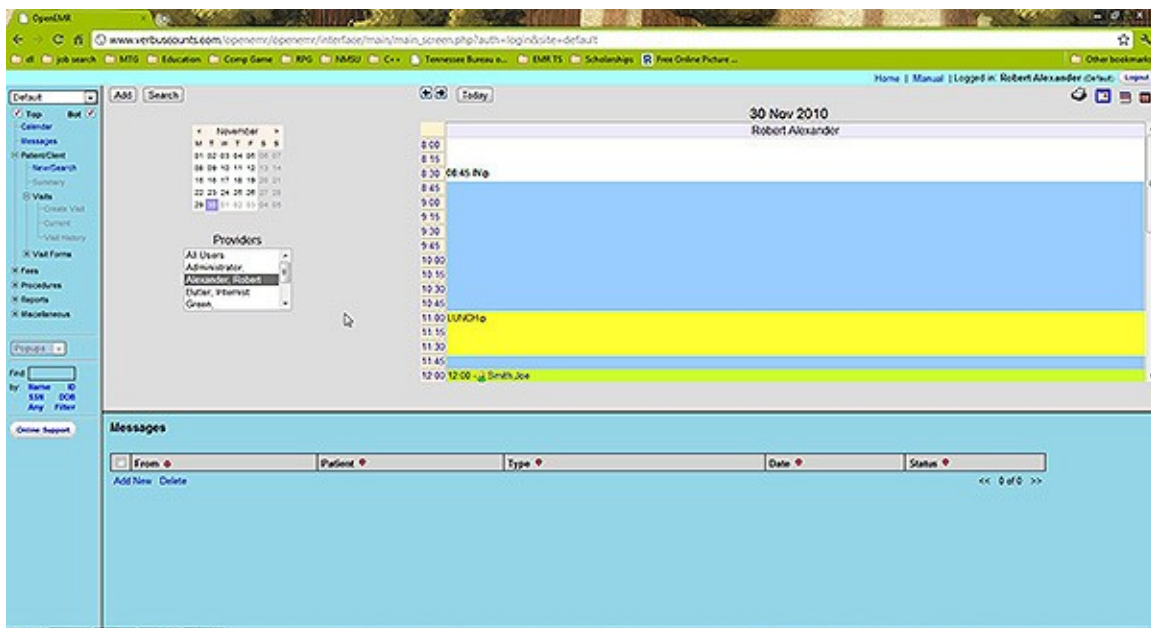 OpenEMR
www.verbuscounts.com/openemr/openemr/interface/main/main_screen.php?auth=login&site=default
dl job search MTG Education Comp Game RPG NMSU C++ Tennessee Bureau o... EMR TS Scholarships Free Online Picture ... Other bookmarks
Home | Manual | Logged in: Robert Alexander (Default) Logout
Default
Top Bot
Calendar
Messages
Patient/Client
New/Search
Summary
Visits
Create Visit
Current
Visit History
Visit Forms
Fees
Procedures
Reports
Miscellaneous
Popups
Find
by: Name ID
SSN DOB
Any Filter
Online Support
Add Search
November
M T W T F S S
01 02 03 04 05 06 07
08 09 10 11 12 13 14
15 16 17 18 19 20 21
22 23 24 25 26 27 28
29 30 01 02 03 04 05
Providers
All Users
Administrator,
Alexander, Robert
Butler, Internist
Green,
Today
30 Nov 2010
Robert Alexander
8:00
8:15
8:30 08:45 IN
8:45
9:00
9:15
9:30
9:45
10:00
10:15
10:30
10:45
11:00 LUNCH
11:15
11:30
11:45
12:00 12:00 - Smith,Joe
Messages
From Patient Type Date Status
Add New Delete << 0 of 0 >>